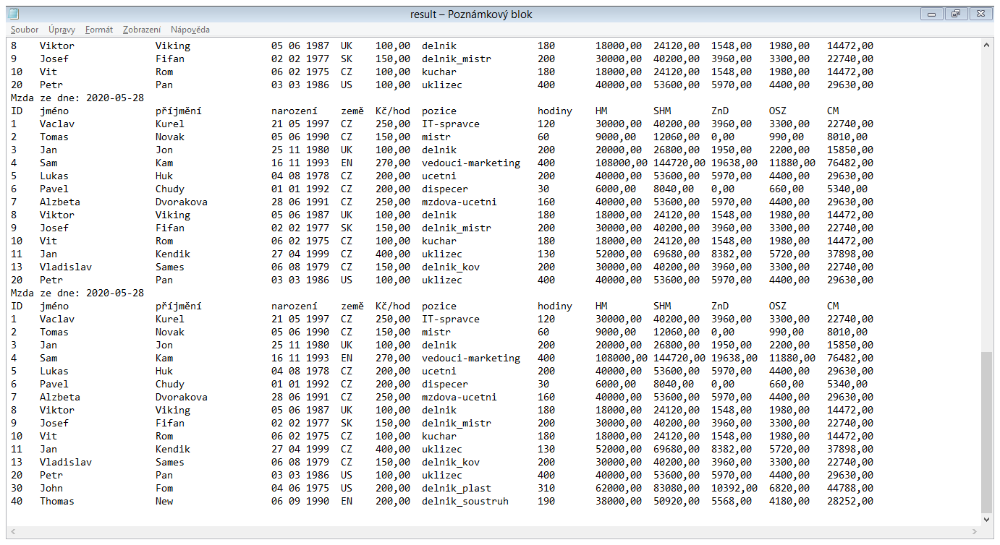 result – Poznámkový blok
Soubor Úpravy Formát Zobrazení Nápověda
8 Viktor Viking 05 06 1987 UK 100,00 delnik 180 18000,00 24120,00 1548,00 1980,00 14472,00
9 Josef Fifan 02 02 1977 SK 150,00 delnik_mistr 200 30000,00 40200,00 3960,00 3300,00 22740,00
10 Vit Rom 06 02 1975 CZ 100,00 kuchar 180 18000,00 24120,00 1548,00 1980,00 14472,00
20 Petr Pan 03 03 1986 US 100,00 uklizec 400 40000,00 53600,00 5970,00 4400,00 29630,00
Mzda ze dne: 2020-05-28
ID jméno příjmění narození země Kč/hod pozice hodiny HM SHM ZnD OSZ CM
1 Vaclav Kurel 21 05 1997 CZ 250,00 IT-spravce 120 30000,00 40200,00 3960,00 3300,00 22740,00
2 Tomas Novak 05 06 1990 CZ 150,00 mistr 60 9000,00 12060,00 0,00 990,00 8010,00
3 Jan Jon 25 11 1980 UK 100,00 delnik 200 20000,00 26800,00 1950,00 2200,00 15850,00
4 Sam Kam 16 11 1993 EN 270,00 vedouci-marketing 400 108000,00 144720,00 19638,00 11880,00 76482,00
5 Lukas Huk 04 08 1978 CZ 200,00 ucetni 200 40000,00 53600,00 5970,00 4400,00 29630,00
6 Pavel Chudy 01 01 1992 CZ 200,00 dispecer 30 6000,00 8040,00 0,00 660,00 5340,00
7 Alzbeta Dvorakova 28 06 1991 CZ 250,00 mzdova-ucetni 160 40000,00 53600,00 5970,00 4400,00 29630,00
8 Viktor Viking 05 06 1987 UK 100,00 delnik 180 18000,00 24120,00 1548,00 1980,00 14472,00
9 Josef Fifan 02 02 1977 SK 150,00 delnik_mistr 200 30000,00 40200,00 3960,00 3300,00 22740,00
10 Vit Rom 06 02 1975 CZ 100,00 kuchar 180 18000,00 24120,00 1548,00 1980,00 14472,00
11 Jan Kendik 27 04 1999 CZ 400,00 uklizec 130 52000,00 69680,00 8382,00 5720,00 37898,00
13 Vladislav Sames 06 08 1979 CZ 150,00 delnik_kov 200 30000,00 40200,00 3960,00 3300,00 22740,00
20 Petr Pan 03 03 1986 US 100,00 uklizec 400 40000,00 53600,00 5970,00 4400,00 29630,00
Mzda ze dne: 2020-05-28
ID jméno příjmění narození země Kč/hod pozice hodiny HM SHM ZnD OSZ CM
1 Vaclav Kurel 21 05 1997 CZ 250,00 IT-spravce 120 30000,00 40200,00 3960,00 3300,00 22740,00
2 Tomas Novak 05 06 1990 CZ 150,00 mistr 60 9000,00 12060,00 0,00 990,00 8010,00
3 Jan Jon 25 11 1980 UK 100,00 delnik 200 20000,00 26800,00 1950,00 2200,00 15850,00
4 Sam Kam 16 11 1993 EN 270,00 vedouci-marketing 400 108000,00 144720,00 19638,00 11880,00 76482,00
5 Lukas Huk 04 08 1978 CZ 200,00 ucetni 200 40000,00 53600,00 5970,00 4400,00 29630,00
6 Pavel Chudy 01 01 1992 CZ 200,00 dispecer 30 6000,00 8040,00 0,00 660,00 5340,00
7 Alzbeta Dvorakova 28 06 1991 CZ 250,00 mzdova-ucetni 160 40000,00 53600,00 5970,00 4400,00 29630,00
8 Viktor Viking 05 06 1987 UK 100,00 delnik 180 18000,00 24120,00 1548,00 1980,00 14472,00
9 Josef Fifan 02 02 1977 SK 150,00 delnik_mistr 200 30000,00 40200,00 3960,00 3300,00 22740,00
10 Vit Rom 06 02 1975 CZ 100,00 kuchar 180 18000,00 24120,00 1548,00 1980,00 14472,00
11 Jan Kendik 27 04 1999 CZ 400,00 uklizec 130 52000,00 69680,00 8382,00 5720,00 37898,00
13 Vladislav Sames 06 08 1979 CZ 150,00 delnik_kov 200 30000,00 40200,00 3960,00 3300,00 22740,00
20 Petr Pan 03 03 1986 US 100,00 uklizec 400 40000,00 53600,00 5970,00 4400,00 29630,00
30 John Fom 04 06 1975 US 200,00 delnik_plast 310 62000,00 83080,00 10392,00 6820,00 44788,00
40 Thomas New 06 09 1990 EN 200,00 delnik_soustruh 190 38000,00 50920,00 5568,00 4180,00 28252,00